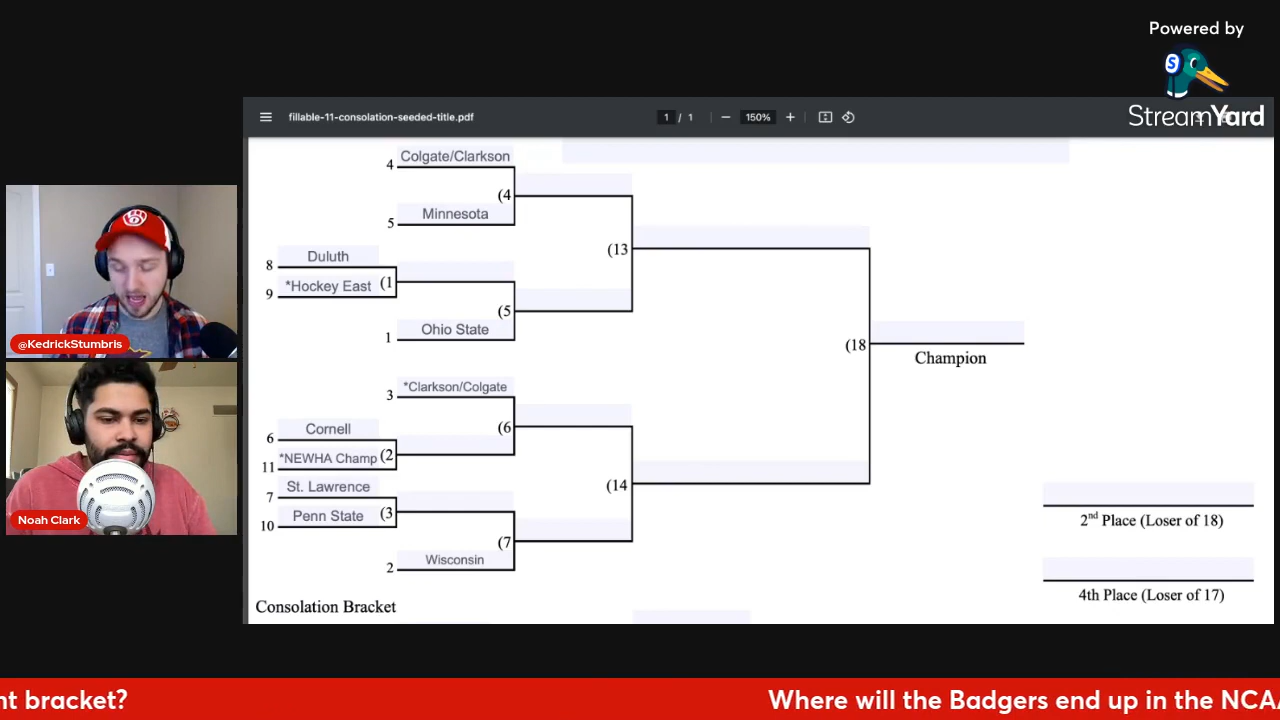 Powered by
StreamYard
fillable-11-consolation-seeded-title.pdf
1 / 1
150%
4 Colgate/Clarkson
(4
5 Minnesota
(13
8 Duluth
9 *Hockey East (1
(5
1 Ohio State
(18
Champion
3 *Clarkson/Colgate
(6
6 Cornell
11 *NEWHA Champ (2
(14
7 St. Lawrence
10 Penn State (3
(7
2 Wisconsin
2nd Place (Loser of 18)
4th Place (Loser of 17)
Consolation Bracket
@KedrickStumbris
Noah Clark
nt bracket?
Where will the Badgers end up in the NCAA